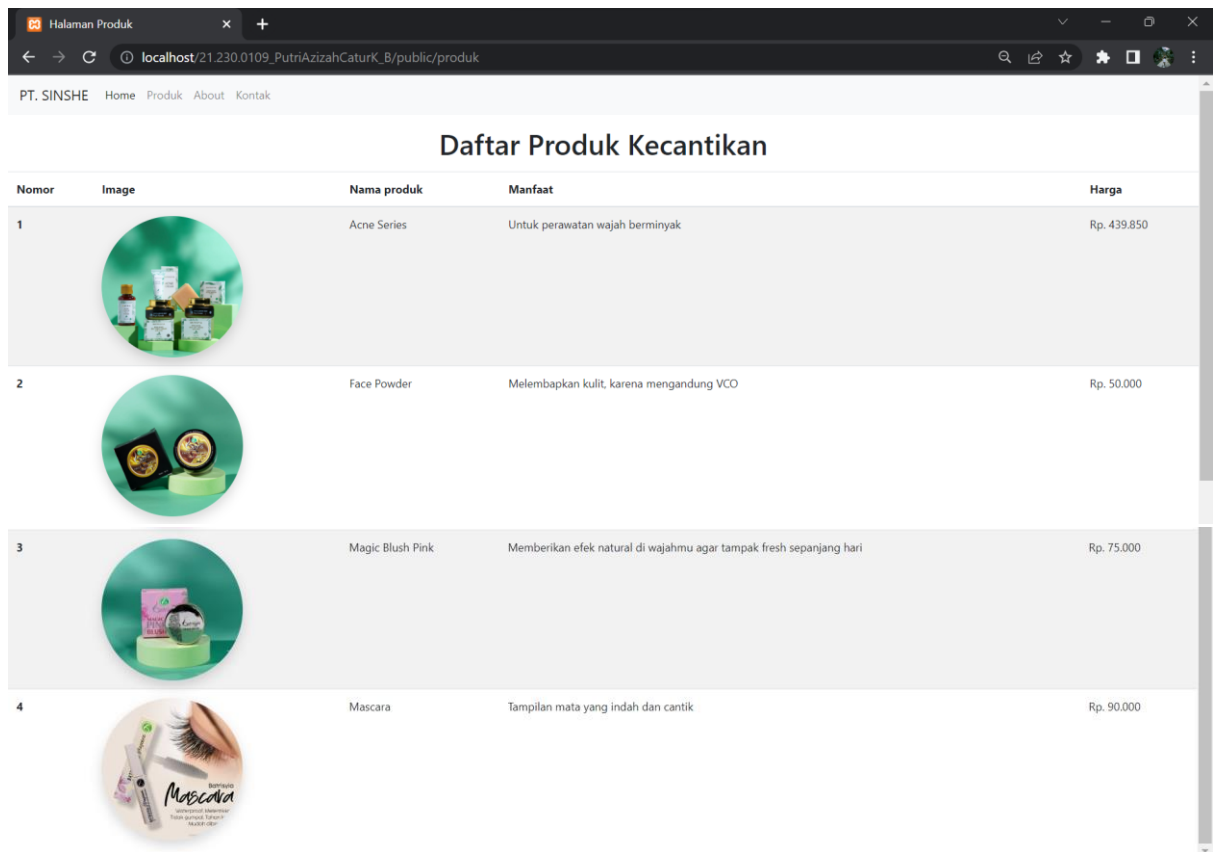 Halaman Produk
localhost/21.230.0109_PutriAzizahCaturK_B/public/produk
PT. SINSHE Home Produk About Kontak
Daftar Produk Kecantikan
Nomor Image Nama produk Manfaat Harga
1 Acne Series Untuk perawatan wajah berminyak Rp. 439.850
2 Face Powder Melembapkan kulit, karena mengandung VCO Rp. 50.000
3 Magic Blush Pink Memberikan efek natural di wajahmu agar tampak fresh sepanjang hari Rp. 75.000
4 Mascara Tampilan mata yang indah dan cantik Rp. 90.000
Mascara